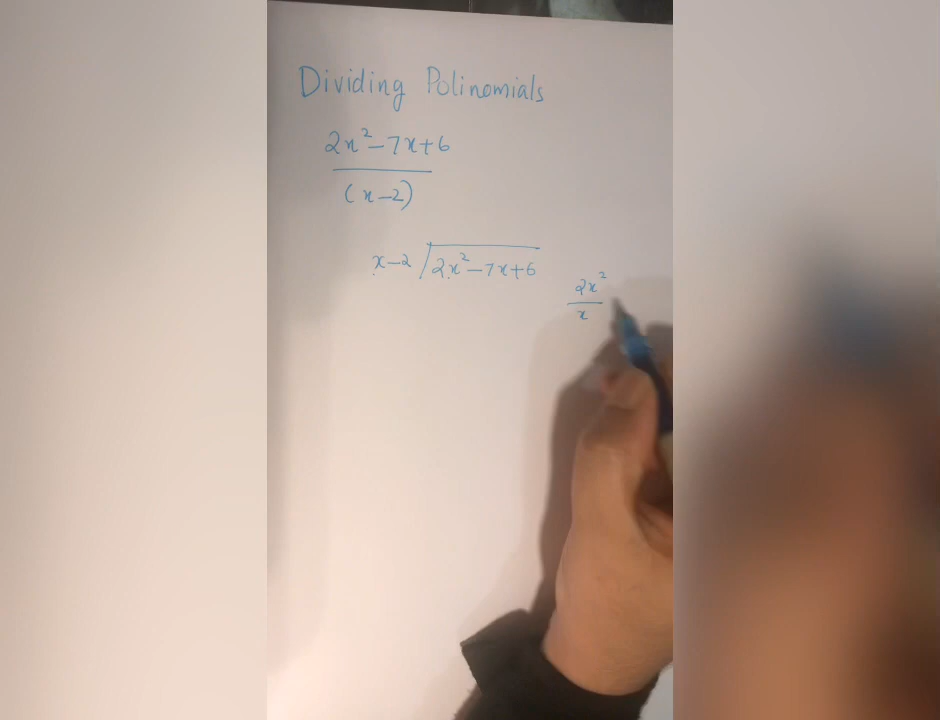 Dividing Polinomials
2x²-7x+6
(x-2)
x-2 2x²-7x+6
2x²
x